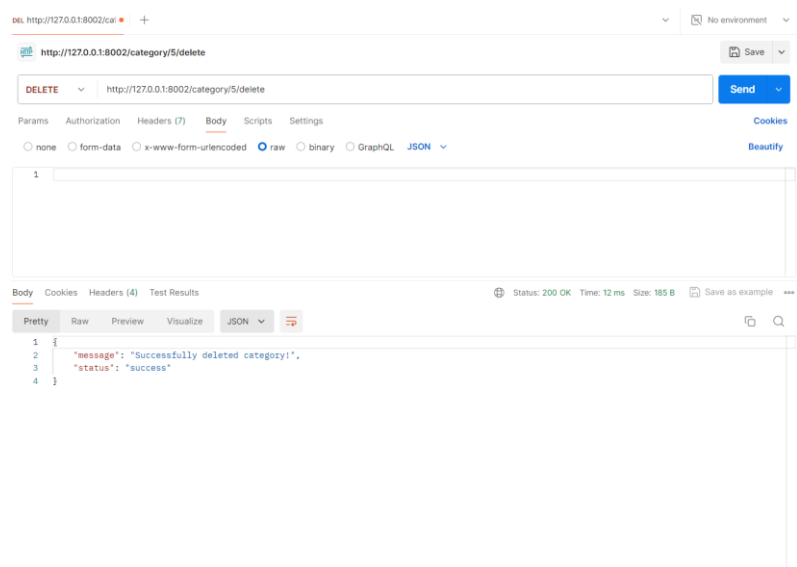 DEL http://127.0.0.1:8002/cat
No environment
HTTP http://127.0.0.1:8002/category/5/delete
Save
DELETE http://127.0.0.1:8002/category/5/delete
Send
Params Authorization Headers (7) Body Scripts Settings Cookies
none form-data x-www-form-urlencoded raw binary GraphQL JSON Beautify
1
Body Cookies Headers (4) Test Results Status: 200 OK Time: 12 ms Size: 185 B Save as example
Pretty Raw Preview Visualize JSON
1 {
2 "message": "Successfully deleted category!",
3 "status": "success"
4 }